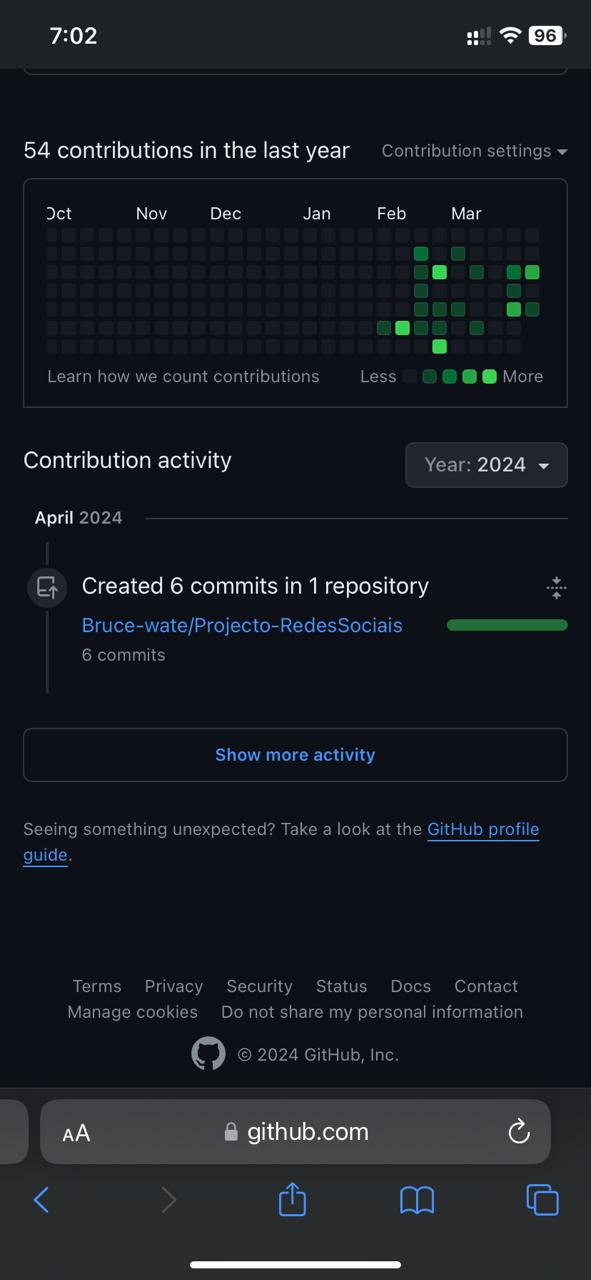 7:02
96
54 contributions in the last year
Contribution settings
Oct Nov Dec Jan Feb Mar
Learn how we count contributions
Less More
Contribution activity
Year: 2024
April 2024
Created 6 commits in 1 repository
Bruce-wate/Projecto-RedesSociais
6 commits
Show more activity
Seeing something unexpected? Take a look at the GitHub profile
guide.
Terms Privacy Security Status Docs Contact
Manage cookies Do not share my personal information
© 2024 GitHub, Inc.
AA
github.com